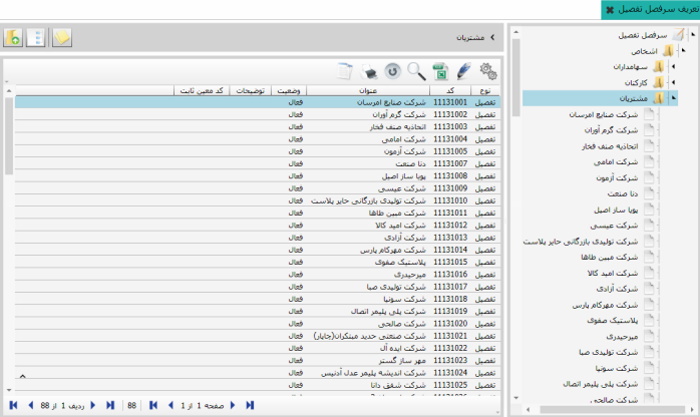 تعریف سرفصل تفصیل
سرفصل تفصیل
اشخاص
سهامداران
کارکنان
مشتریان
شرکت صنایع امرسان
شرکت گرم آوران
اتحادیه صنف فخار
شرکت امامی
شرکت آزمون
دنا صنعت
پویا ساز اصیل
شرکت عیسی
شرکت تولیدی بازرگانی جابر پلاست
شرکت مبین طاها
شرکت امید کالا
شرکت آزادی
شرکت مهرکام پارس
پلاستیک صفوی
میرحیدری
شرکت تولیدی صبا
شرکت سونیا
شرکت پلی پلیمر اتصال
شرکت صالحی
مشتریان
نوع کد عنوان وضعیت توضیحات کد معین ثابت
تفصیل 11131001 شرکت صنایع امرسان فعال
تفصیل 11131002 شرکت گرم آوران فعال
تفصیل 11131003 اتحادیه صنف فخار فعال
تفصیل 11131004 شرکت امامی فعال
تفصیل 11131005 شرکت آزمون فعال
تفصیل 11131007 دنا صنعت فعال
تفصیل 11131008 پویا ساز اصیل فعال
تفصیل 11131009 شرکت عیسی فعال
تفصیل 11131010 شرکت تولیدی بازرگانی جابر پلاست فعال
تفصیل 11131011 شرکت مبین طاها فعال
تفصیل 11131012 شرکت امید کالا فعال
تفصیل 11131013 شرکت آزادی فعال
تفصیل 11131014 شرکت مهرکام پارس فعال
تفصیل 11131015 پلاستیک صفوی فعال
تفصیل 11131016 میرحیدری فعال
تفصیل 11131017 شرکت تولیدی صبا فعال
تفصیل 11131018 شرکت سونیا فعال
تفصیل 11131019 شرکت پلی پلیمر اتصال فعال
تفصیل 11131020 شرکت صالحی فعال
تفصیل 11131021 شرکت صنعتی حدید مبتکران(جاپار) فعال
تفصیل 11131022 شرکت ایده آل فعال
تفصیل 11131023 مهر ساز گستر فعال
تفصیل 11131024 شرکت اندیشه پلیمر عدل آدنیس فعال
تفصیل 11131025 شرکت شفق دانا فعال
صفحه 1 از 1 88 ردیف 1 از 88